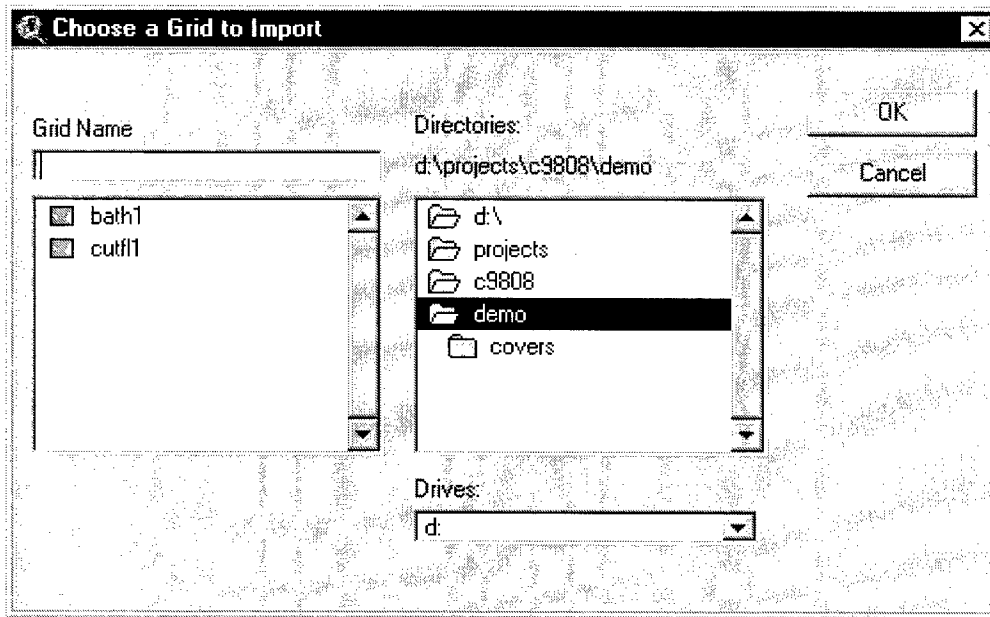 Choose a Grid to Import
Grid Name
bath1
cutfl1
Directories:
d:\projects\c9808\demo
d:\
projects
c9808
demo
covers
Drives:
d:
OK
Cancel